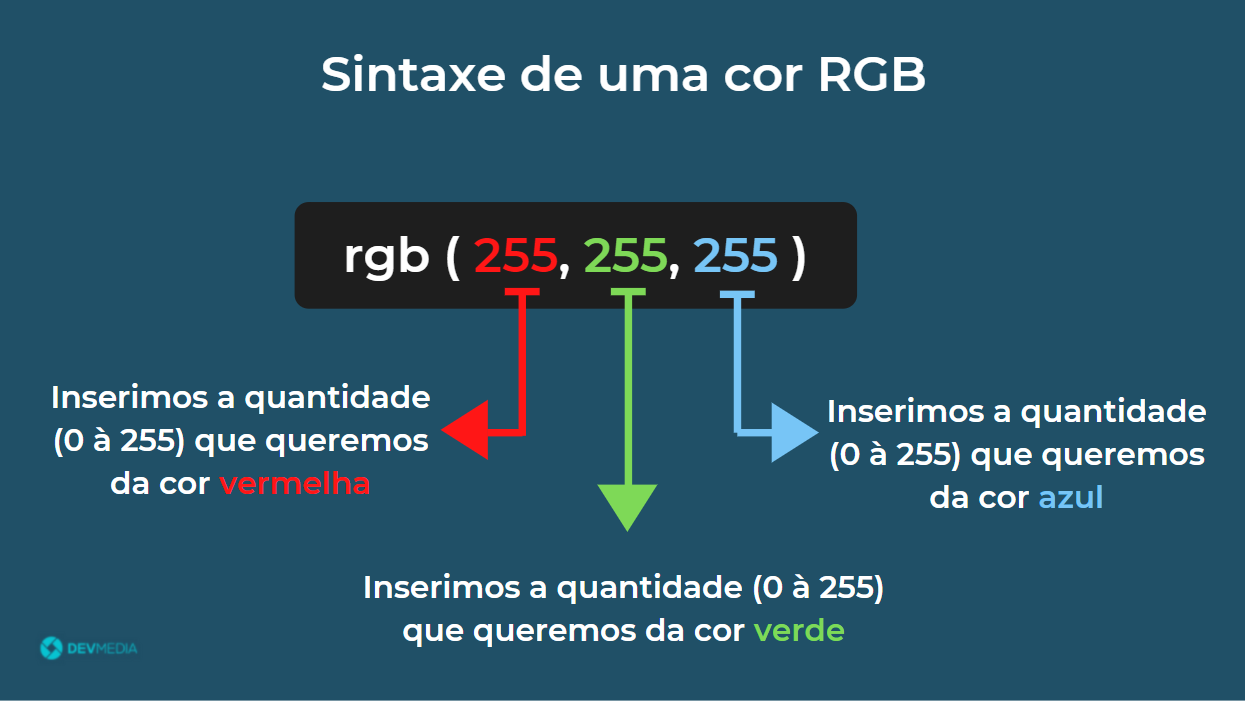 Sintaxe de uma cor RGB
rgb ( 255, 255, 255 )
Inserimos a quantidade
(0 à 255) que queremos
da cor vermelha
Inserimos a quantidade
(0 à 255) que queremos
da cor azul
Inserimos a quantidade (0 à 255)
que queremos da cor verde
DEVMEDIA